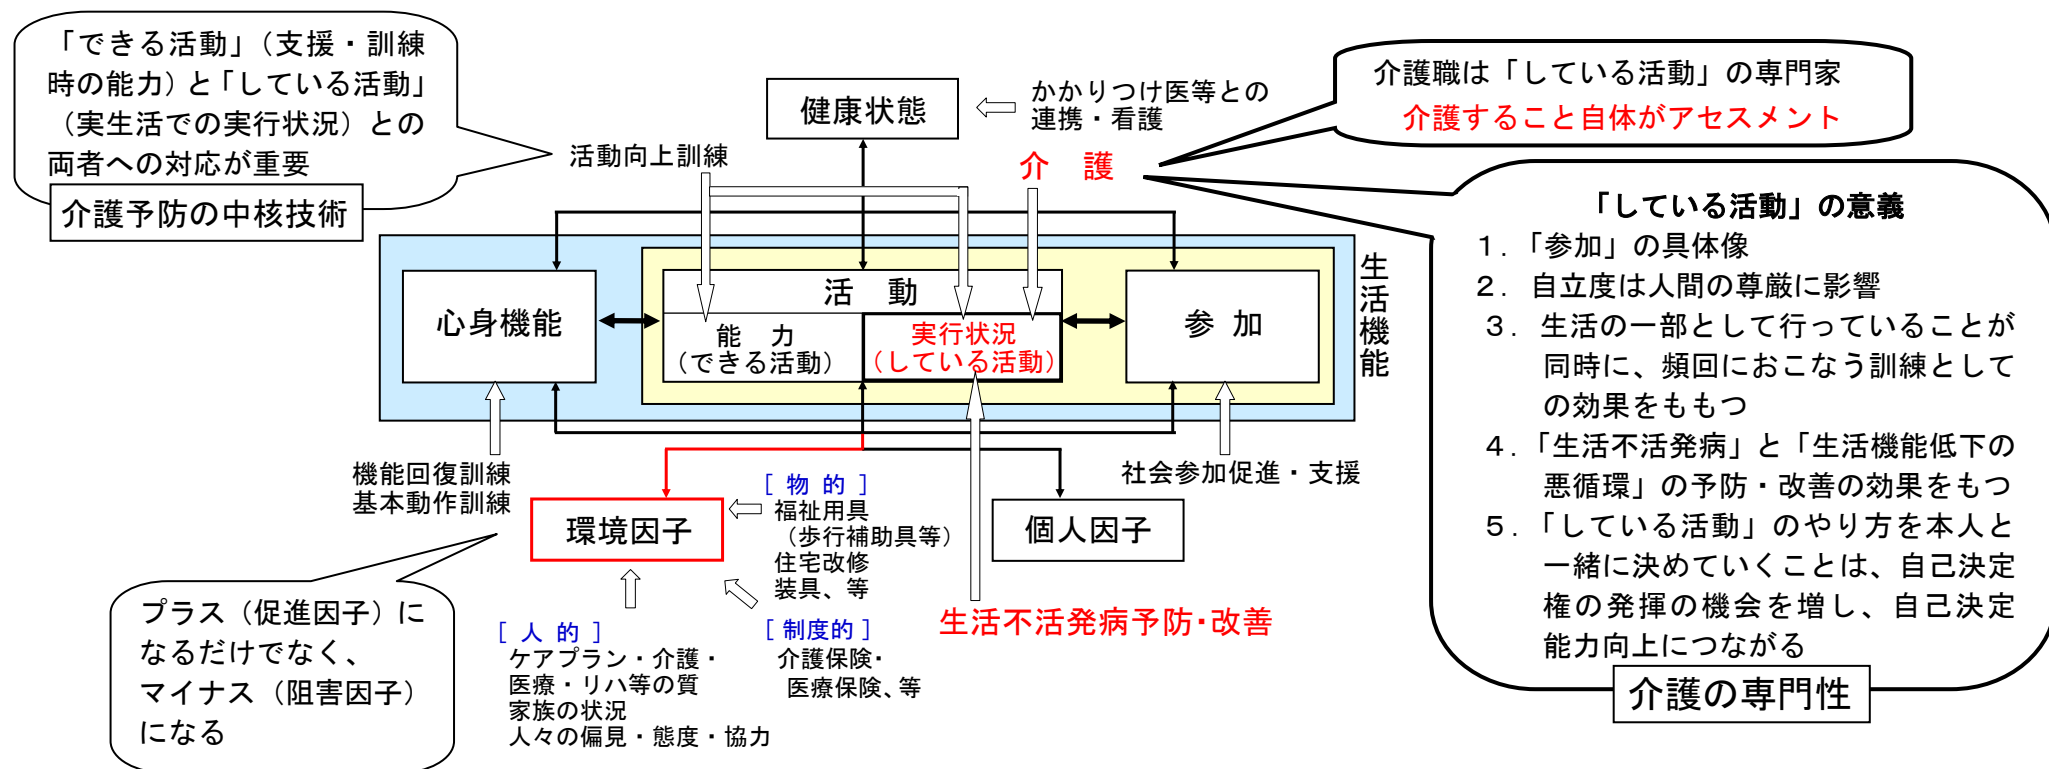 「できる活動」（支援・訓練
時の能力）と「している活動」
（実生活での実行状況）との
両者への対応が重要
介護予防の中核技術
活動向上訓練
健康状態
かかりつけ医等との
連携・看護
介　護
介護職は「している活動」の専門家
介護すること自体がアセスメント
「している活動」の意義
１．「参加」の具体像
２．自立度は人間の尊厳に影響
３．生活の一部として行っていることが
同時に、頻回におこなう訓練として
の効果をももつ
４．「生活不活発病」と「生活機能低下の
悪循環」の予防・改善の効果をもつ
５．「している活動」のやり方を本人と
一緒に決めていくことは、自己決定
権の発揮の機会を増し、自己決定
能力向上につながる
介護の専門性
生活機能
心身機能
活　動
能　力
（できる活動）
実行状況
（している活動）
参 加
機能回復訓練
基本動作訓練
社会参加促進・支援
環境因子
個人因子
［ 物 的 ］
福祉用具
（歩行補助具等）
住宅改修
装具、等
［ 人 的 ］
ケアプラン・介護・
医療・リハ等の質
家族の状況
人々の偏見・態度・協力
［ 制度的 ］
介護保険・
医療保険、等
生活不活発病予防・改善
プラス（促進因子）に
なるだけでなく、
マイナス（阻害因子）
になる